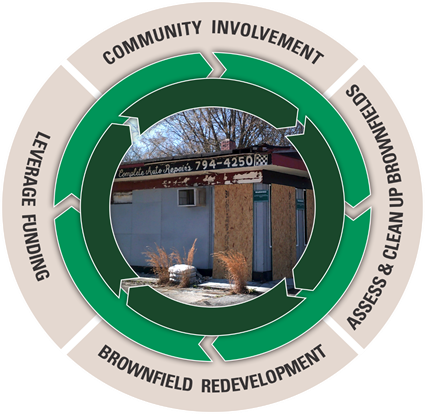 COMMUNITY INVOLVEMENT
ASSESS & CLEAN UP BROWNFIELDS
BROWNFIELD REDEVELOPMENT
LEVERAGE FUNDING
Complete Auto Repairs 794-4250